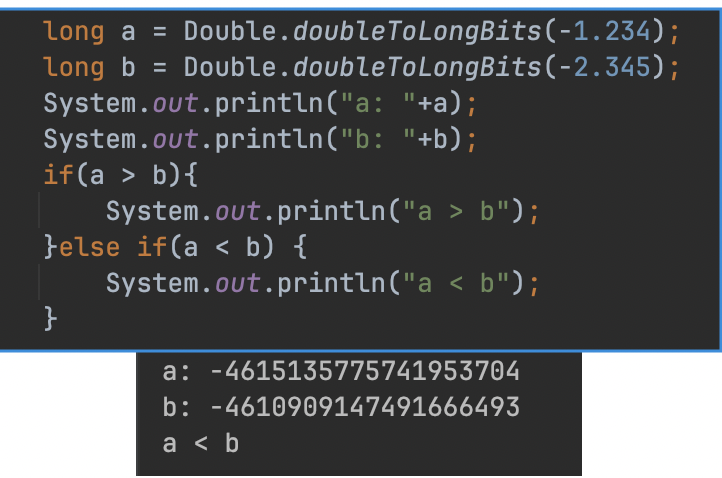 long a = Double.doubleToLongBits(-1.234);
long b = Double.doubleToLongBits(-2.345);
System.out.println("a: "+a);
System.out.println("b: "+b);
if(a > b){
    System.out.println("a > b");
}else if(a < b) {
    System.out.println("a < b");
}
a: -4615135775741953704
b: -4610909147491666493
a < b